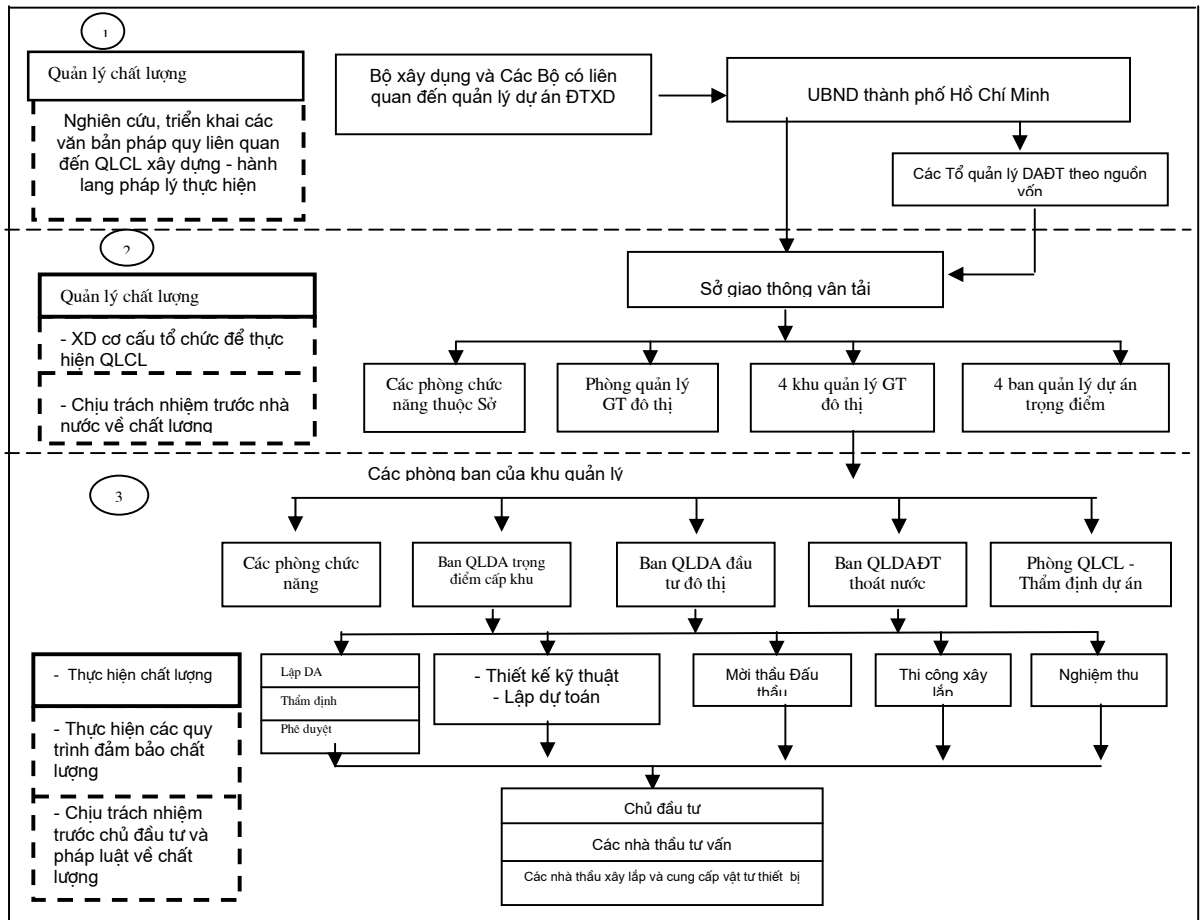 1
Quản lý chất lượng
Nghiên cứu, triển khai các
văn bản pháp quy liên quan
đến QLCL xây dựng - hành
lang pháp lý thực hiện
Bộ xây dựng và Các Bộ có liên
quan đến quản lý dự án ĐTXD
UBND thành phố Hồ Chí Minh
Các Tổ quản lý DAĐT theo nguồn
vốn
2
Quản lý chất lượng
- XD cơ cấu tổ chức để thực
hiện QLCL
- Chịu trách nhiệm trước nhà
nước về chất lượng
Sở giao thông vân tải
Các phòng chức
năng thuộc Sở
Phòng quản lý
GT đô thị
4 khu quản lý GT
đô thị
4 ban quản lý dự án
trọng điểm
3
Các phòng ban của khu quản lý
Các phòng chức
năng
Ban QLDA trọng
điểm cấp khu
Ban QLDA đầu
tư đô thị
Ban QLDAĐT
thoát nước
Phòng QLCL -
Thẩm định dự án
- Thực hiện chất lượng
- Thực hiện các quy
trình đảm bảo chất
lượng
- Chịu trách nhiệm
trước chủ đầu tư và
pháp luật về chất
lượng
Lập DA
Thẩm định
Phê duyệt
- Thiết kế kỹ thuật
- Lập dự toán
Mời thầu Đấu
thầu
Thi công xây
lắp
Nghiệm thu
Chủ đầu tư
Các nhà thầu tư vấn
Các nhà thầu xây lắp và cung cấp vật tư thiết bị